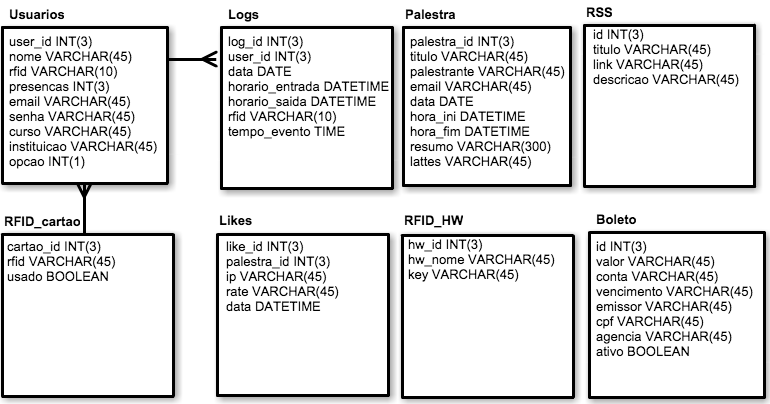 Usuarios
user_id INT(3)
nome VARCHAR(45)
rfid VARCHAR(10)
presencas INT(3)
email VARCHAR(45)
senha VARCHAR(45)
curso VARCHAR(45)
instituicao VARCHAR(45)
opcao INT(1)
Logs
log_id INT(3)
user_id INT(3)
data DATE
horario_entrada DATETIME
horario_saida DATETIME
rfid VARCHAR(10)
tempo_evento TIME
Palestra
palestra_id INT(3)
titulo VARCHAR(45)
palestrante VARCHAR(45)
email VARCHAR(45)
data DATE
hora_ini DATETIME
hora_fim DATETIME
resumo VARCHAR(300)
lattes VARCHAR(45)
RSS
id INT(3)
titulo VARCHAR(45)
link VARCHAR(45)
descricao VARCHAR(45)
RFID_cartao
cartao_id INT(3)
rfid VARCHAR(45)
usado BOOLEAN
Likes
like_id INT(3)
palestra_id INT(3)
ip VARCHAR(45)
rate VARCHAR(45)
data DATETIME
RFID_HW
hw_id INT(3)
hw_nome VARCHAR(45)
key VARCHAR(45)
Boleto
id INT(3)
valor VARCHAR(45)
conta VARCHAR(45)
vencimento VARCHAR(45)
emissor VARCHAR(45)
cpf VARCHAR(45)
agencia VARCHAR(45)
ativo BOOLEAN